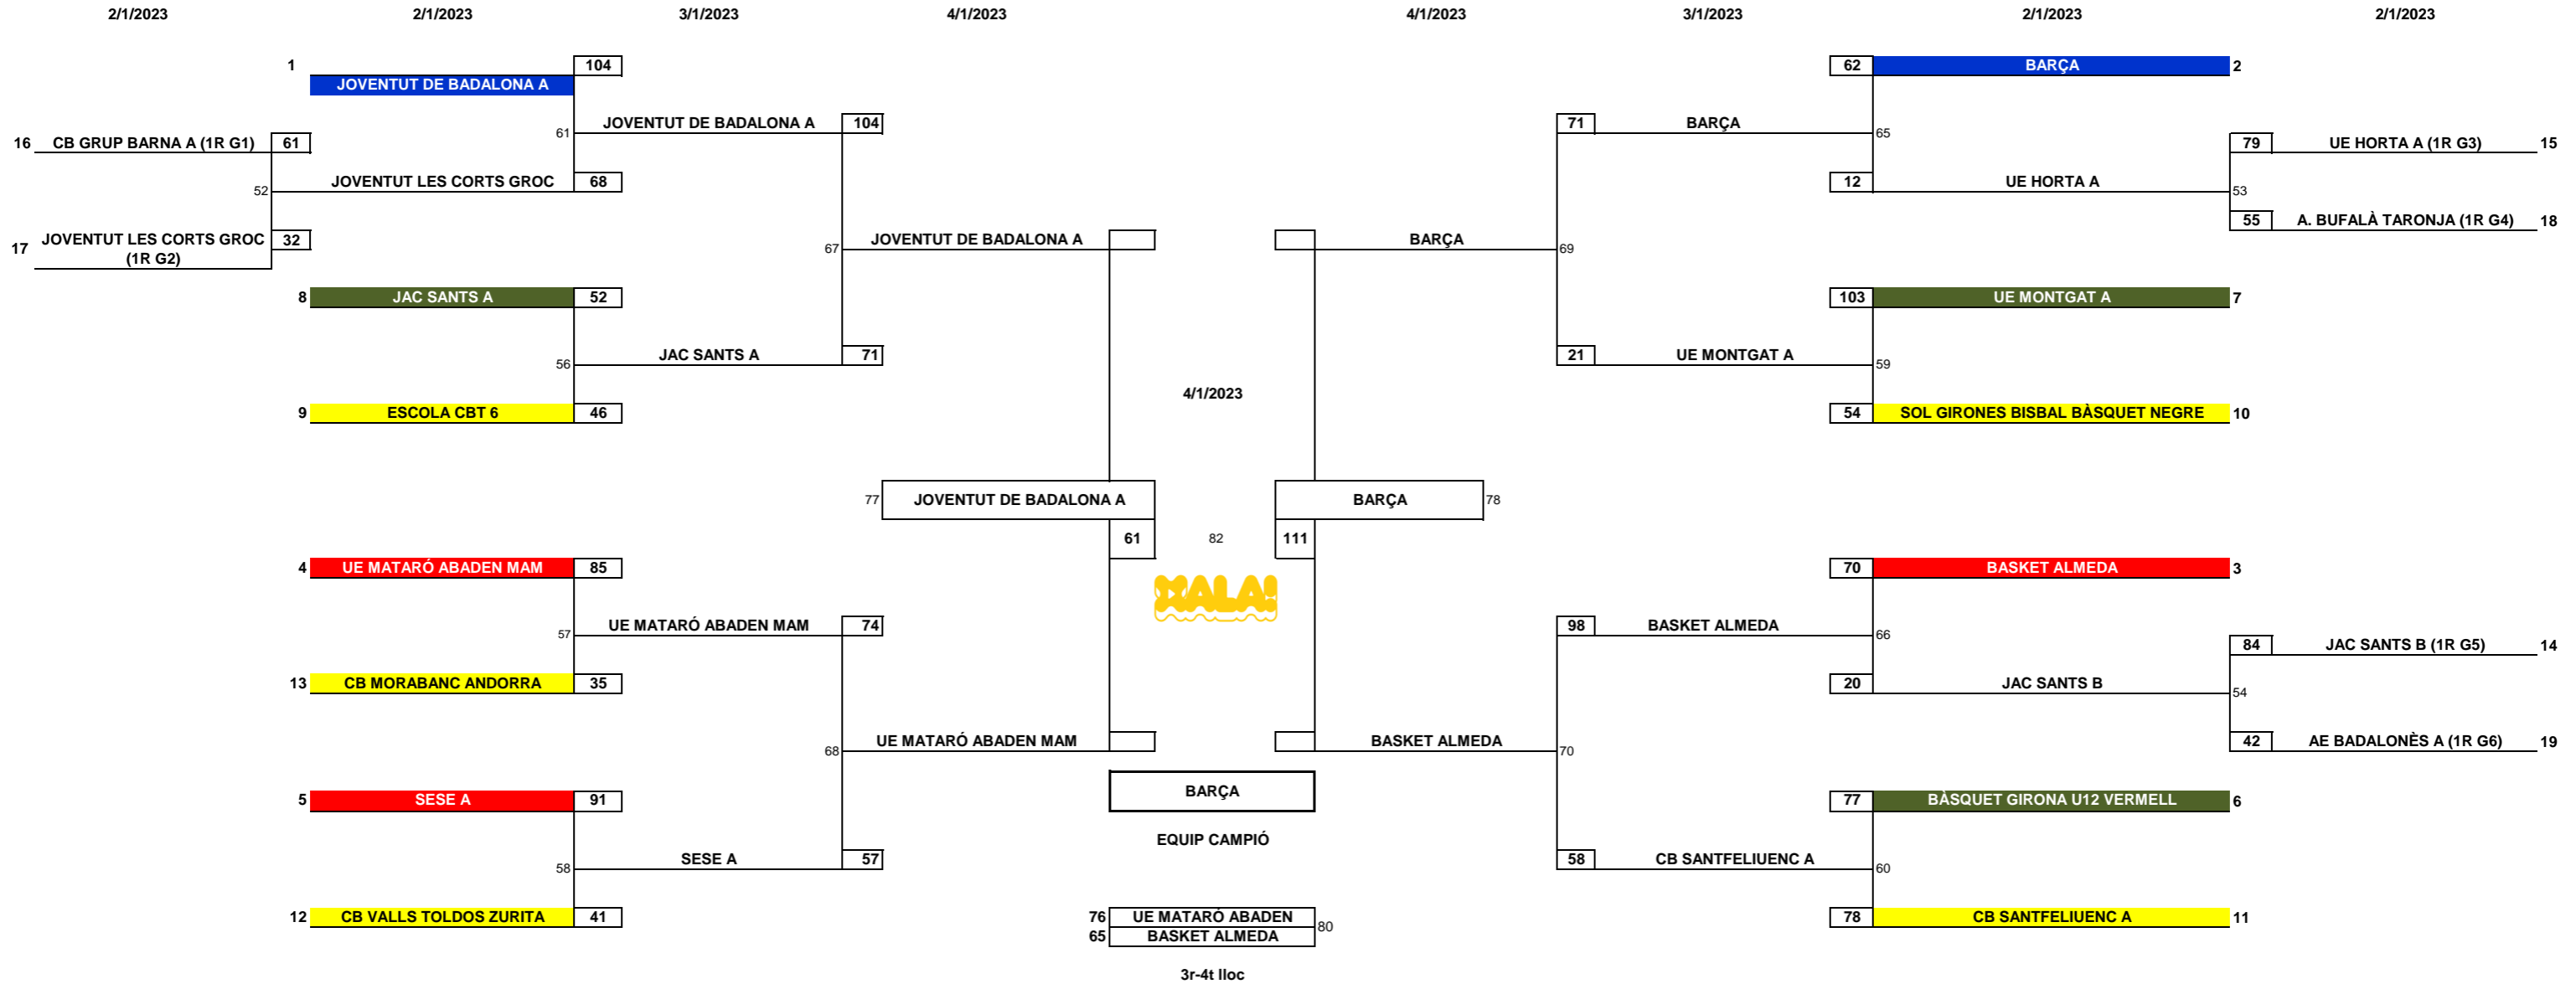 2/1/2023 2/1/2023 3/1/2023 4/1/2023 4/1/2023 3/1/2023 2/1/2023 2/1/2023
1 104 62 BARÇA 2
JOVENTUT DE BADALONA A
61 JOVENTUT DE BADALONA A 104 71 BARÇA 65
16 CB GRUP BARNA A (1R G1) 61 79 UE HORTA A (1R G3) 15
52 JOVENTUT LES CORTS GROC 68 12 UE HORTA A 53
55 A. BUFALÀ TARONJA (1R G4) 18
17 JOVENTUT LES CORTS GROC 32 67 JOVENTUT DE BADALONA A BARÇA 69
(1R G2)
8 JAC SANTS A 52 103 UE MONTGAT A 7
56 JAC SANTS A 71 21 UE MONTGAT A 59
4/1/2023
9 ESCOLA CBT 6 46 54 SOL GIRONES BISBAL BÀSQUET NEGRE 10
77 JOVENTUT DE BADALONA A BARÇA 78
61 82 111
4 UE MATARÓ ABADEN MAM 85 70 BASKET ALMEDA 3
HALA!
57 UE MATARÓ ABADEN MAM 74 98 BASKET ALMEDA 66
84 JAC SANTS B (1R G5) 14
13 CB MORABANC ANDORRA 35 20 JAC SANTS B 54
68 UE MATARÓ ABADEN MAM BASKET ALMEDA 70 42 AE BADALONÈS A (1R G6) 19
BARÇA
5 SESE A 91 77 BÀSQUET GIRONA U12 VERMELL 6
EQUIP CAMPIÓ
58 SESE A 57 58 CB SANTFELIUENC A 60
12 CB VALLS TOLDOS ZURITA 41 76 UE MATARÓ ABADEN 80 78 CB SANTFELIUENC A 11
65 BASKET ALMEDA
3r-4t lloc